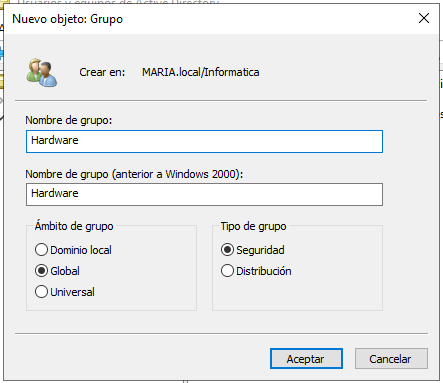 Usuarios y equipos de Active Directory
Nuevo objeto: Grupo
Crear en: MARIA.local/Informatica
Nombre de grupo:
Hardware
Nombre de grupo (anterior a Windows 2000):
Hardware
Ámbito de grupo
Dominio local
Global
Universal
Tipo de grupo
Seguridad
Distribución
Aceptar
Cancelar